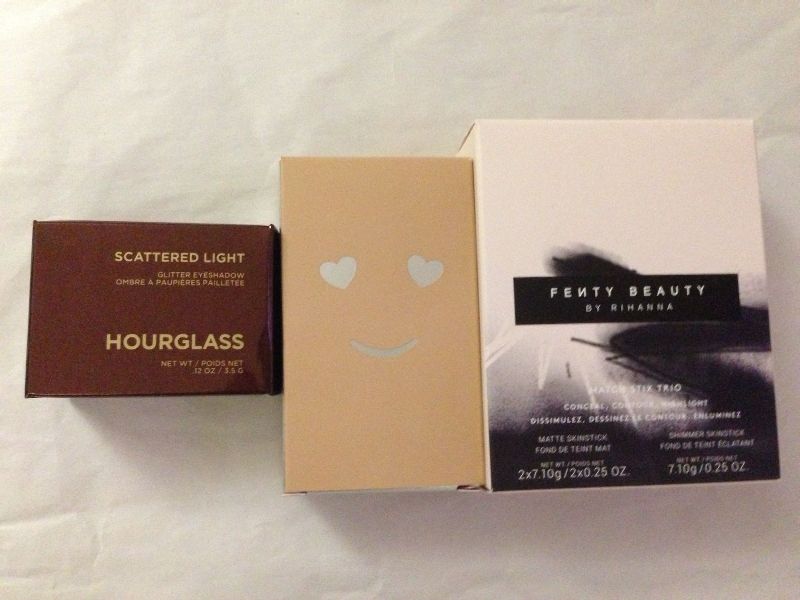 SCATTERED LIGHT
GLITTER EYESHADOW
OMBRE À PAUPIÈRES PAILLETÉE
HOURGLASS
NET WT / POIDS NET
.12 OZ / 3.5 G
FEИTY BEAUTY
BY RIHANNA
MATCH STIX TRIO
CONCEAL, CONTOUR, HIGHLIGHT
DISSIMULEZ, DESSINEZ LE CONTOUR, ENLUMINEZ
MATTE SKINSTICK
FOND DE TEINT MAT
NET WT. / POIDS NET
2x7.10g/2x0.25 OZ.
SHIMMER SKINSTICK
FOND DE TEINT ÉCLATANT
NET WT. / POIDS NET
7.10g/0.25 OZ.